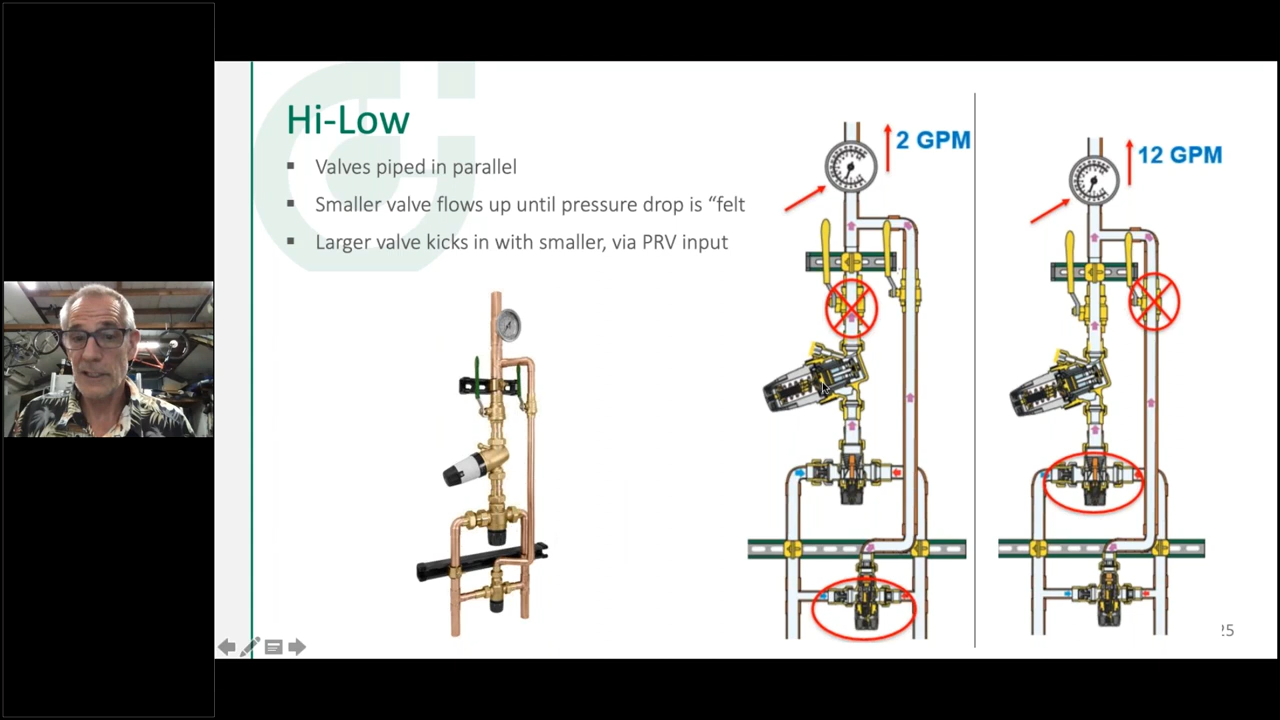 Hi-Low
▪ Valves piped in parallel
▪ Smaller valve flows up until pressure drop is “felt
▪ Larger valve kicks in with smaller, via PRV input
2 GPM
12 GPM
25